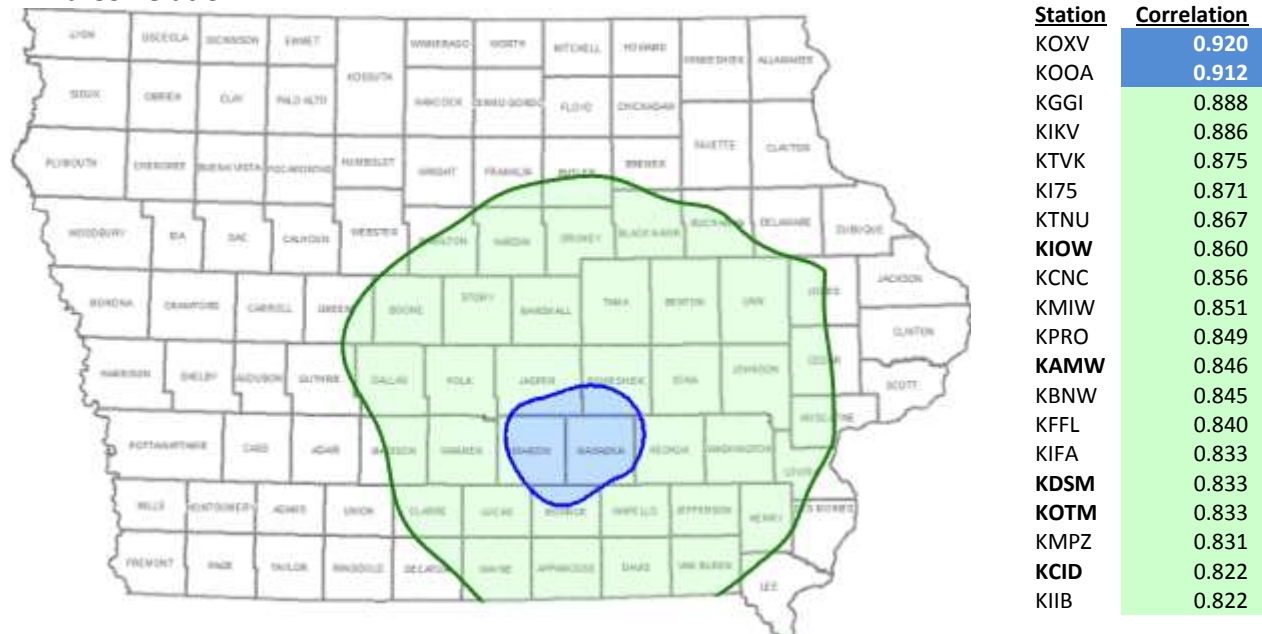 LYON OSCEOLA DICKINSON EMMET WINNEBAGO WORTH MITCHELL HOWARD WINNESHIEK ALLAMAKEE
KOSSUTH
SIOUX OBRIEN CLAY PALO ALTO HANCOCK CERRO GORDO FLOYD CHICKASAW
PLYMOUTH CHEROKEE BUENA VISTA POCAHONTAS HUMBOLDT WRIGHT FRANKLIN BUTLER BREMER FAYETTE CLAYTON
WOODBURY IDA SAC CALHOUN WEBSTER HAMILTON HARDIN GRUNDY BLACK HAWK BUCHANAN DELAWARE DUBUQUE
MONONA CRAWFORD CARROLL GREENE BOONE STORY MARSHALL TAMA BENTON LINN JONES JACKSON
CLINTON
HARRISON SHELBY AUDUBON GUTHRIE DALLAS POLK JASPER POWESHIEK IOWA JOHNSON CEDAR
SCOTT
MUSCATINE
POTTAWATTAMIE CASS ADAIR MADISON WARREN MARION MAHASKA KEOKUK WASHINGTON LOUISA
MILLS MONTGOMERY ADAMS UNION CLARKE LUCAS MONROE WAPELLO JEFFERSON HENRY DES MOINES
FREMONT PAGE TAYLOR RINGGOLD DECATUR WAYNE APPANOOSE DAVIS VAN BUREN LEE
Station Correlation
KOXV 0.920
KOOA 0.912
KGGI 0.888
KIKV 0.886
KTVK 0.875
KI75 0.871
KTNU 0.867
KIOW 0.860
KCNC 0.856
KMIW 0.851
KPRO 0.849
KAMW 0.846
KBNW 0.845
KFFL 0.840
KIFA 0.833
KDSM 0.833
KOTM 0.833
KMPZ 0.831
KCID 0.822
KIIB 0.822